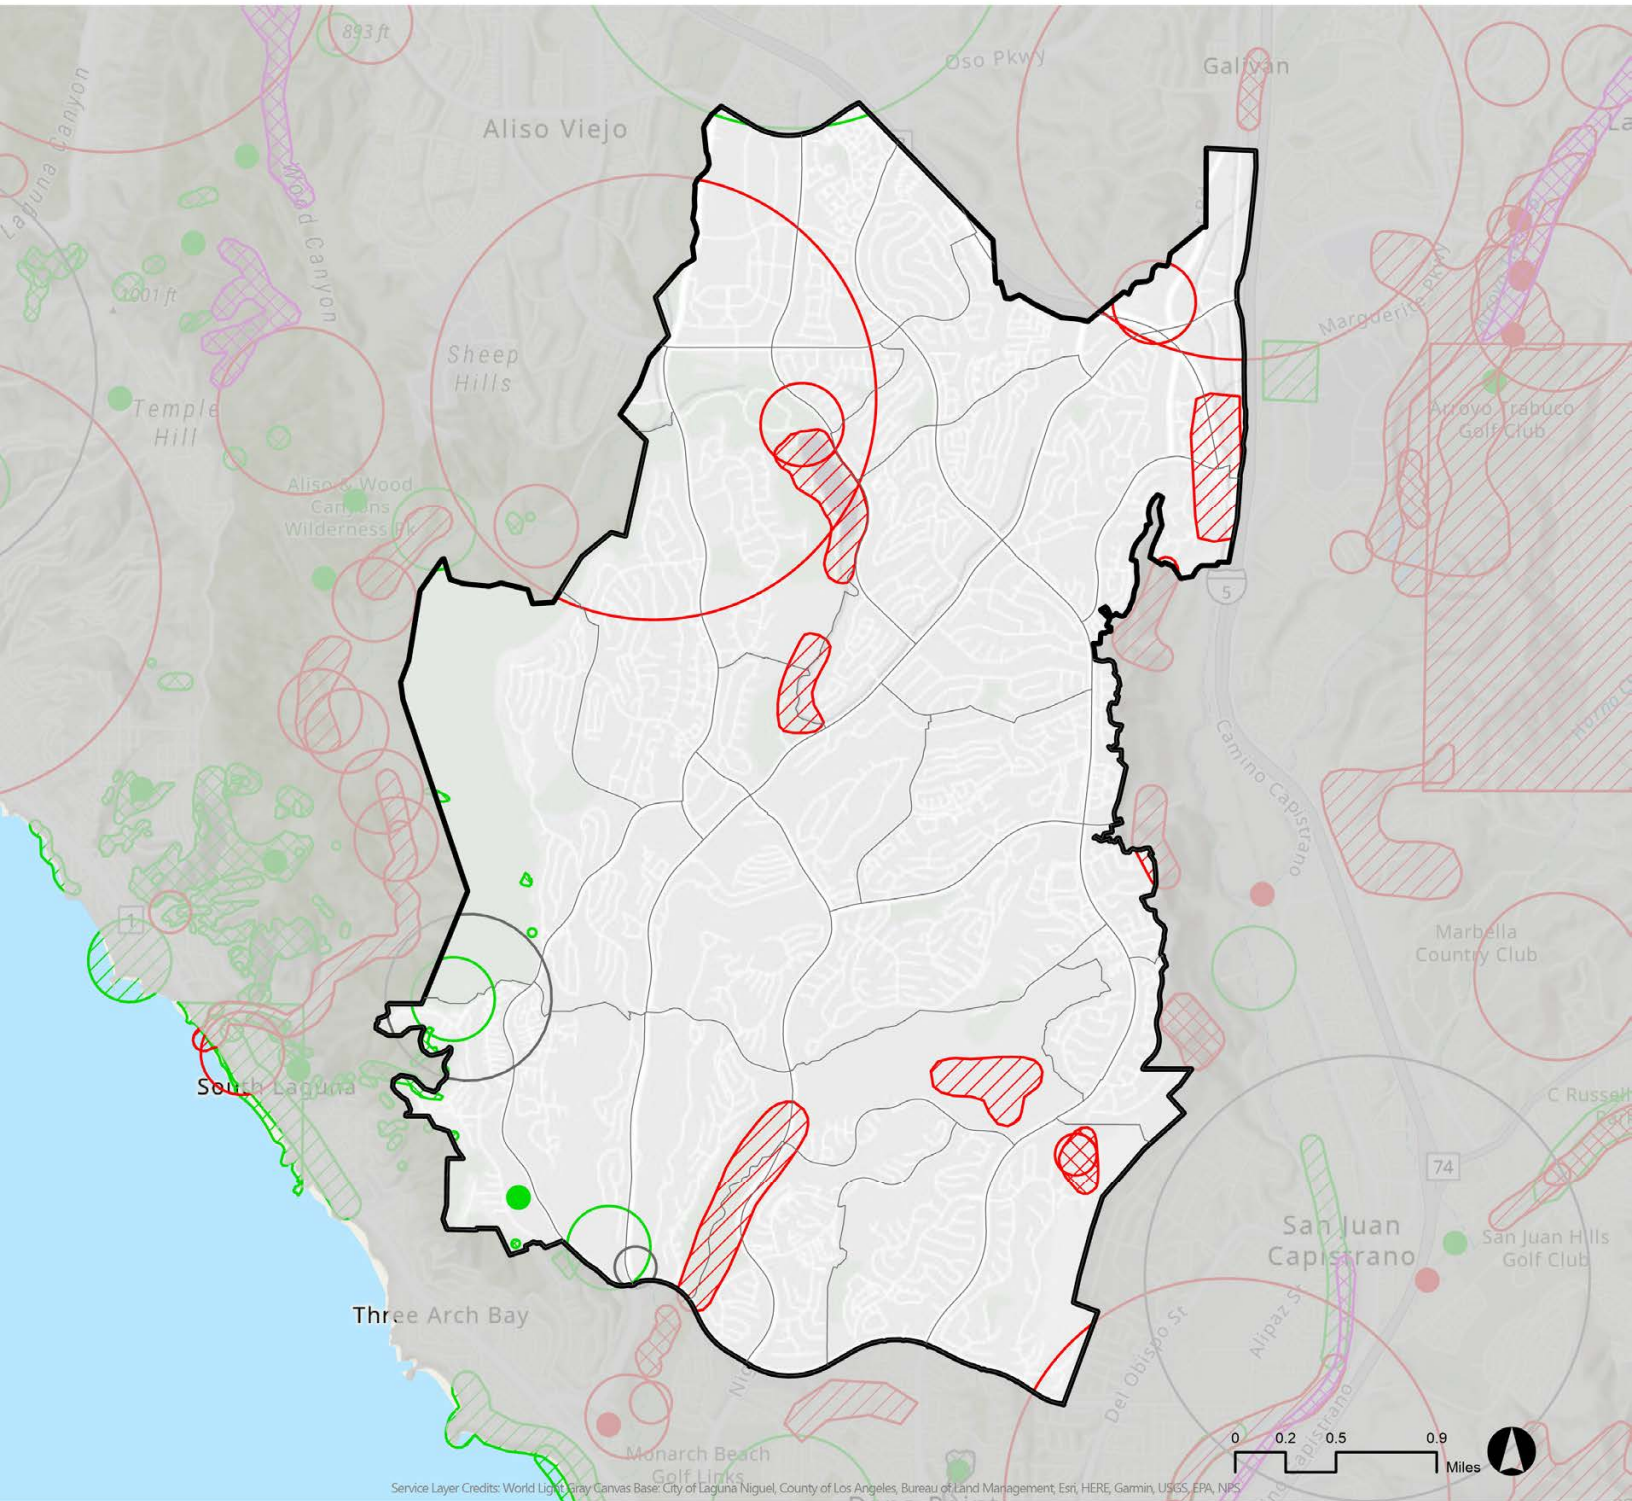 893 ft
Oso Pkwy
Galivan
Aliso Viejo
La
Laguna Canyon
Wood Canyon
1001 ft
Marguerite Pkwy
Sheep
Hills
Temple
Hill
Arroyo Trabuco
Golf Club
Aliso & Wood
Canyons
Wilderness Pk
5
Camino Capistrano
1
Marbella
Country Club
South Laguna
C Russell
Park
74
San Juan
Capistrano
San Juan Hills
Golf Club
Three Arch Bay
Alipaz St
Del Obispo St
Monarch Beach
Golf Links
0 0.2 0.5 0.9
Miles
Service Layer Credits: World Light Gray Canvas Base: City of Laguna Niguel, County of Los Angeles, Bureau of Land Management, Esri, HERE, Garmin, USGS, EPA, NPS